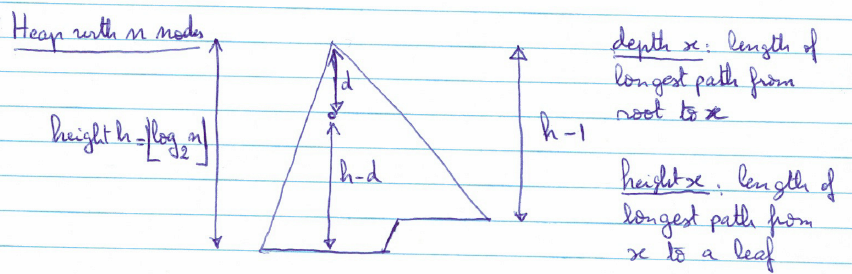 Heap with n nodes
height h = ⌊log₂ n⌋
d
h-d
h-1
depth x: length of
longest path from
root to x
height x: length of
longest path from
x to a leaf